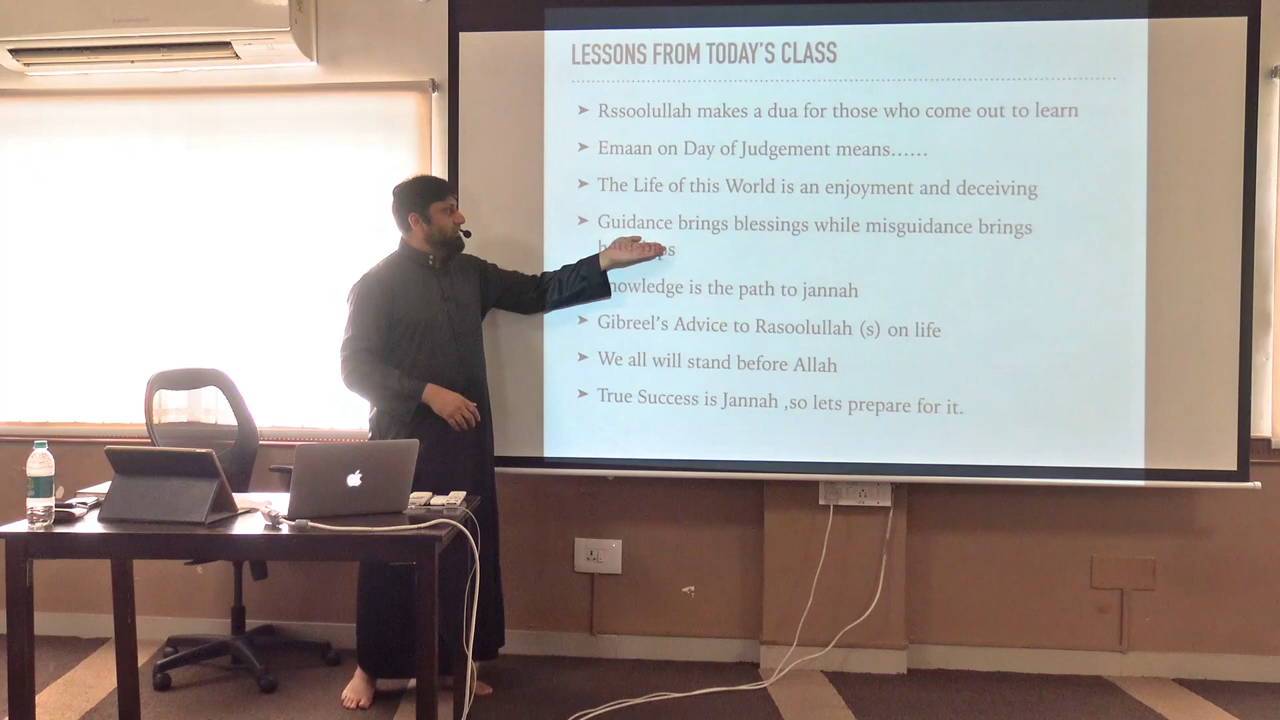 LESSONS FROM TODAY'S CLASS
➤ Rssoolullah makes a dua for those who come out to learn
➤ Emaan on Day of Judgement means......
➤ The Life of this World is an enjoyment and deceiving
➤ Guidance brings blessings while misguidance brings
➤ is the path to jannah
➤ Gibreel's Advice to Rasoolullah (s) on life
➤ We all will stand before Allah
➤ True Success is Jannah ,so lets prepare for it.